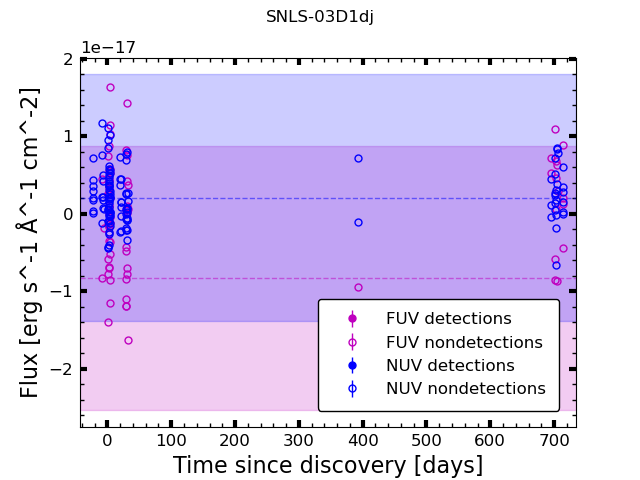 SNLS-03D1dj
1e−17
2
1
0
−1
−2
Flux [erg s^-1 Å^-1 cm^-2]
FUV detections
FUV nondetections
NUV detections
NUV nondetections
0 100 200 300 400 500 600 700
Time since discovery [days]